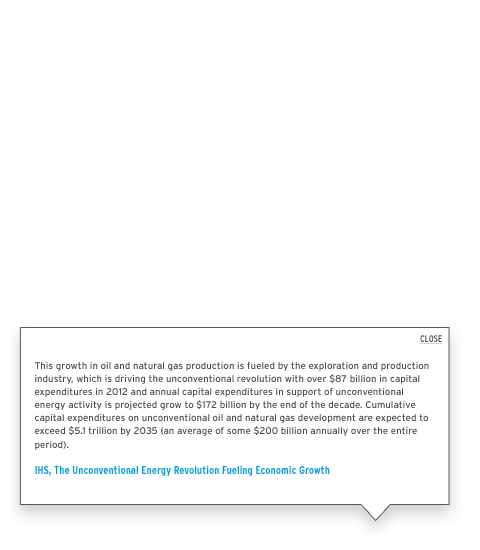 CLOSE
This growth in oil and natural gas production is fueled by the exploration and production
industry, which is driving the unconventional revolution with over $87 billion in capital
expenditures in 2012 and annual capital expenditures in support of unconventional
energy activity is projected grow to $172 billion by the end of the decade. Cumulative
capital expenditures on unconventional oil and natural gas development are expected to
exceed $5.1 trillion by 2035 (an average of some $200 billion annually over the entire
period).
IHS, The Unconventional Energy Revolution Fueling Economic Growth